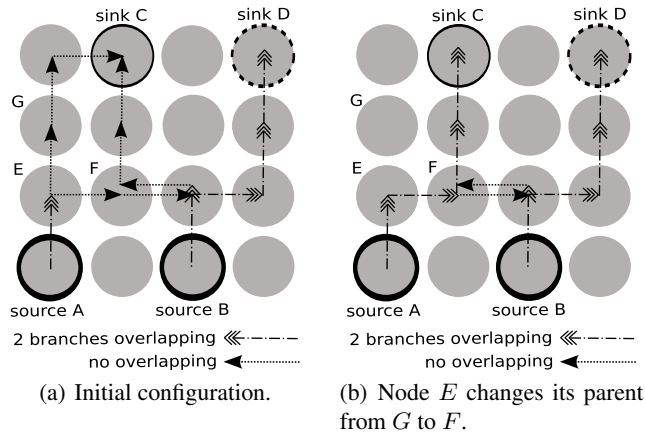 sink C
sink D
G
E
F
source A
source B
2 branches overlapping
no overlapping
(a) Initial configuration.
sink C
sink D
G
E
F
source A
source B
2 branches overlapping
no overlapping
(b) Node E changes its parent
from G to F.